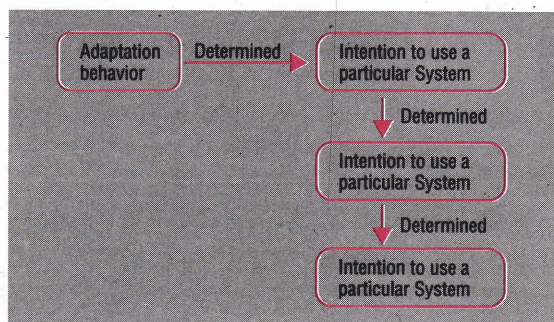 Adaptation
behavior
Determined
Intention to use a
particular System
Determined
Intention to use a
particular System
Determined
Intention to use a
particular System